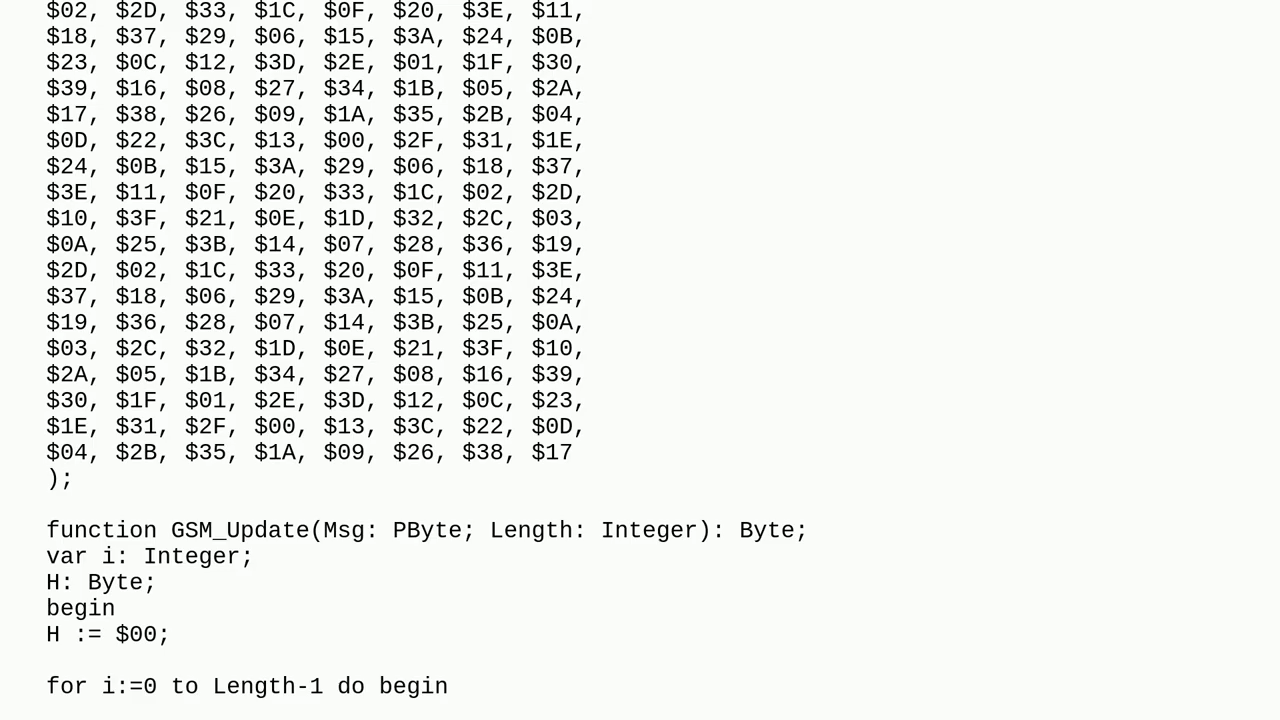 $02, $2D, $33, $1C, $0F, $20, $3E, $11,
$18, $37, $29, $06, $15, $3A, $24, $0B,
$23, $0C, $12, $3D, $2E, $01, $1F, $30,
$39, $16, $08, $27, $34, $1B, $05, $2A,
$17, $38, $26, $09, $1A, $35, $2B, $04,
$0D, $22, $3C, $13, $00, $2F, $31, $1E,
$24, $0B, $15, $3A, $29, $06, $18, $37,
$3E, $11, $0F, $20, $33, $1C, $02, $2D,
$10, $3F, $21, $0E, $1D, $32, $2C, $03,
$0A, $25, $3B, $14, $07, $28, $36, $19,
$2D, $02, $1C, $33, $20, $0F, $11, $3E,
$37, $18, $06, $29, $3A, $15, $0B, $24,
$19, $36, $28, $07, $14, $3B, $25, $0A,
$03, $2C, $32, $1D, $0E, $21, $3F, $10,
$2A, $05, $1B, $34, $27, $08, $16, $39,
$30, $1F, $01, $2E, $3D, $12, $0C, $23,
$1E, $31, $2F, $00, $13, $3C, $22, $0D,
$04, $2B, $35, $1A, $09, $26, $38, $17
);
function GSM_Update(Msg: PByte; Length: Integer): Byte;
var i: Integer;
H: Byte;
begin
H := $00;
for i:=0 to Length-1 do begin